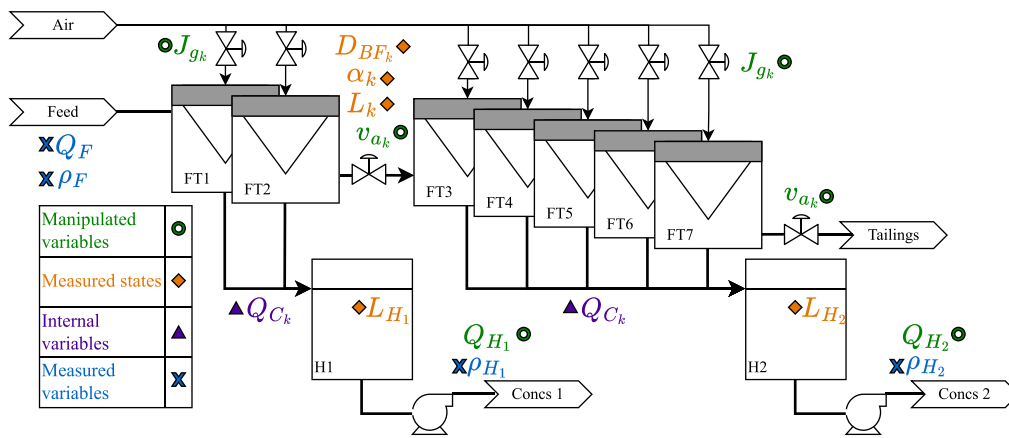 Air
J_{g_k}
D_{BF_k}
α_k
L_k
J_{g_k}
Feed
Q_F
ρ_F
v_{a_k}
FT1
FT2
FT3
FT4
FT5
FT6
FT7
v_{a_k}
Tailings
Manipulated
variables
Measured states
Internal
variables
Measured
variables
Q_{C_k}
L_{H_1}
H1
Q_{H_1}
ρ_{H_1}
Concs 1
Q_{C_k}
L_{H_2}
H2
Q_{H_2}
ρ_{H_2}
Concs 2